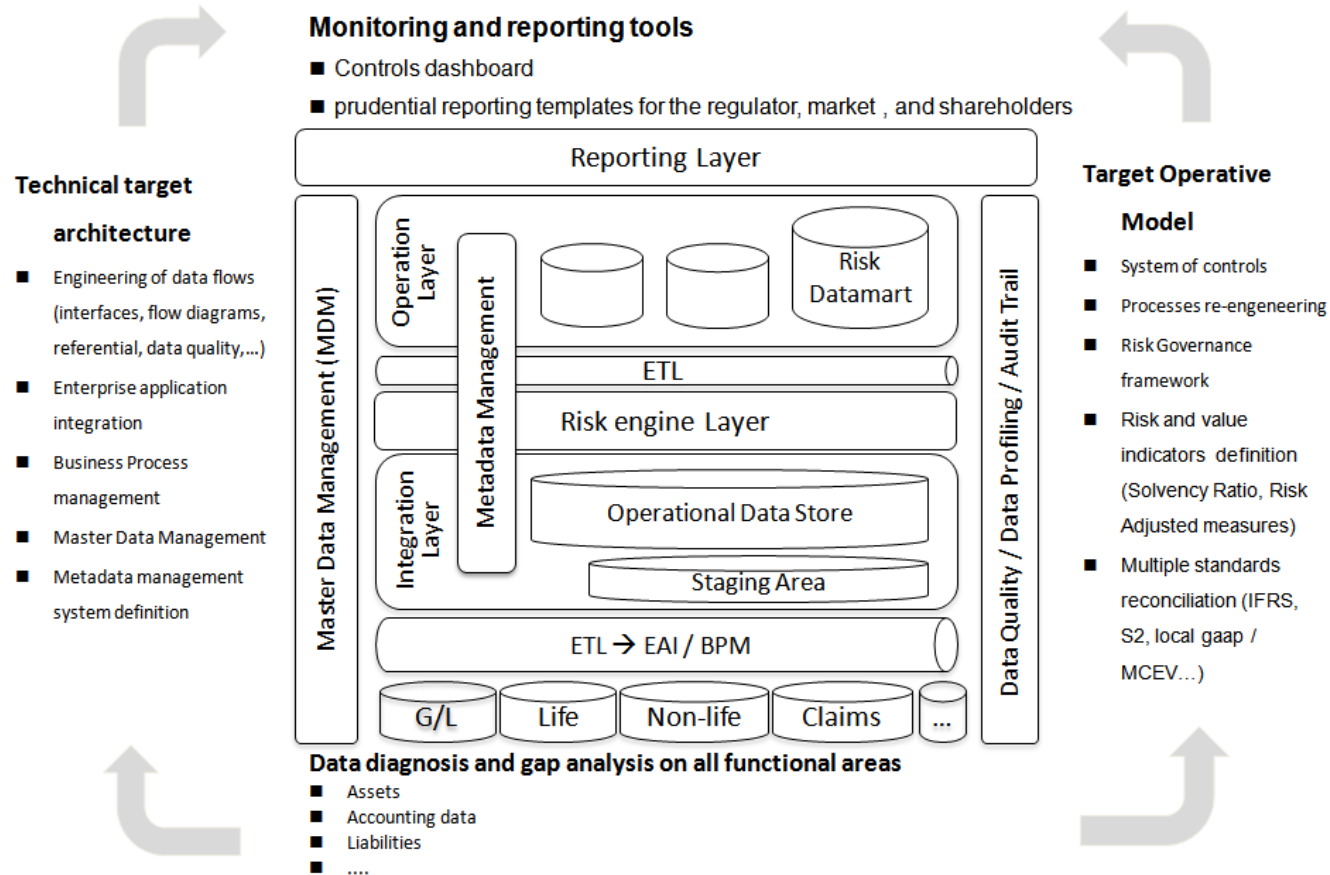 Monitoring and reporting tools
■ Controls dashboard
■ prudential reporting templates for the regulator, market , and shareholders
Technical target
architecture
■ Engineering of data flows
(interfaces, flow diagrams,
referential, data quality,...)
■ Enterprise application
integration
■ Business Process
management
■ Master Data Management
■ Metadata management
system definition
Reporting Layer
Master Data Management (MDM)
Operation
Layer
Metadata Management
Risk
Datamart
ETL
Risk engine Layer
Integration
Layer
Operational Data Store
Staging Area
ETL → EAI / BPM
G/L
Life
Non-life
Claims
...
Data Quality / Data Profiling / Audit Trail
Target Operative
Model
■ System of controls
■ Processes re-engeneering
■ Risk Governance
framework
■ Risk and value
indicators definition
(Solvency Ratio, Risk
Adjusted measures)
■ Multiple standards
reconciliation (IFRS,
S2, local gaap /
MCEV...)
Data diagnosis and gap analysis on all functional areas
■ Assets
■ Accounting data
■ Liabilities
■ ....